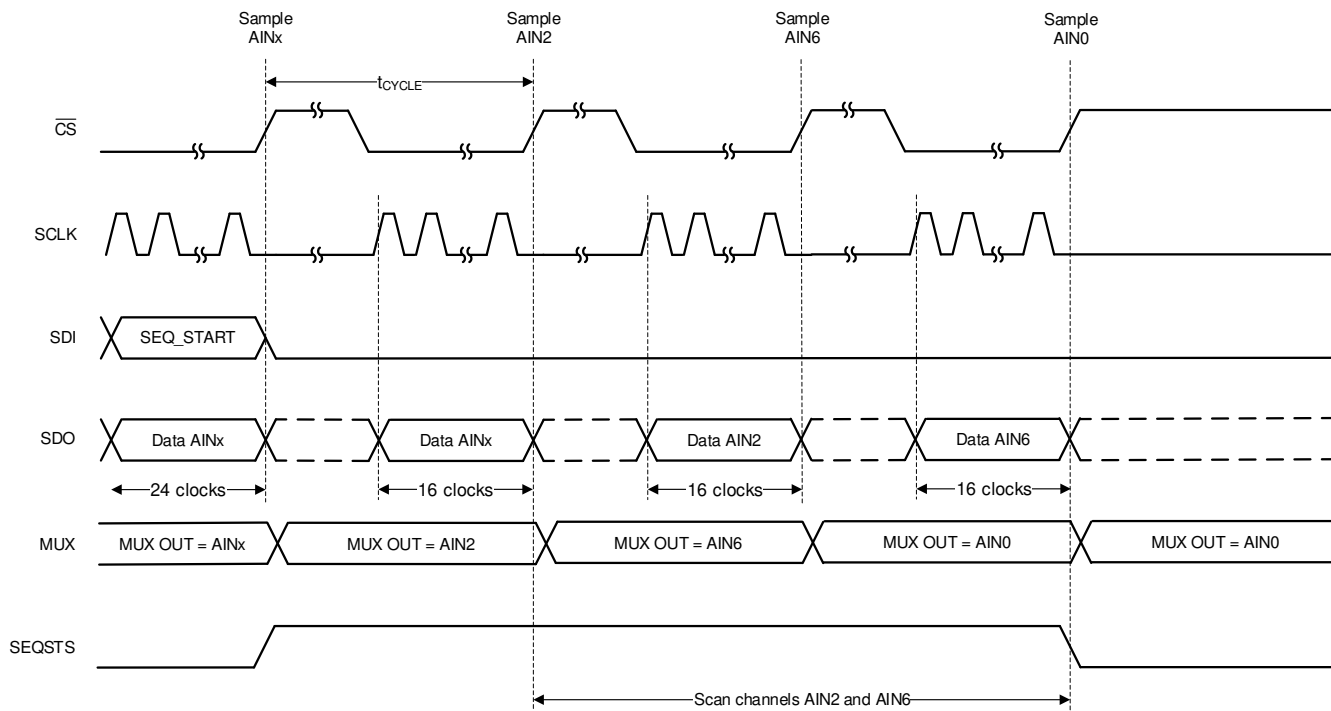 Sample
AINx
Sample
AIN2
Sample
AIN6
Sample
AIN0
tCYCLE
CS
SCLK
SDI
SEQ_START
SDO
Data AINx
Data AINx
Data AIN2
Data AIN6
24 clocks
16 clocks
16 clocks
16 clocks
MUX
MUX OUT = AINx
MUX OUT = AIN2
MUX OUT = AIN6
MUX OUT = AIN0
MUX OUT = AIN0
SEQSTS
Scan channels AIN2 and AIN6